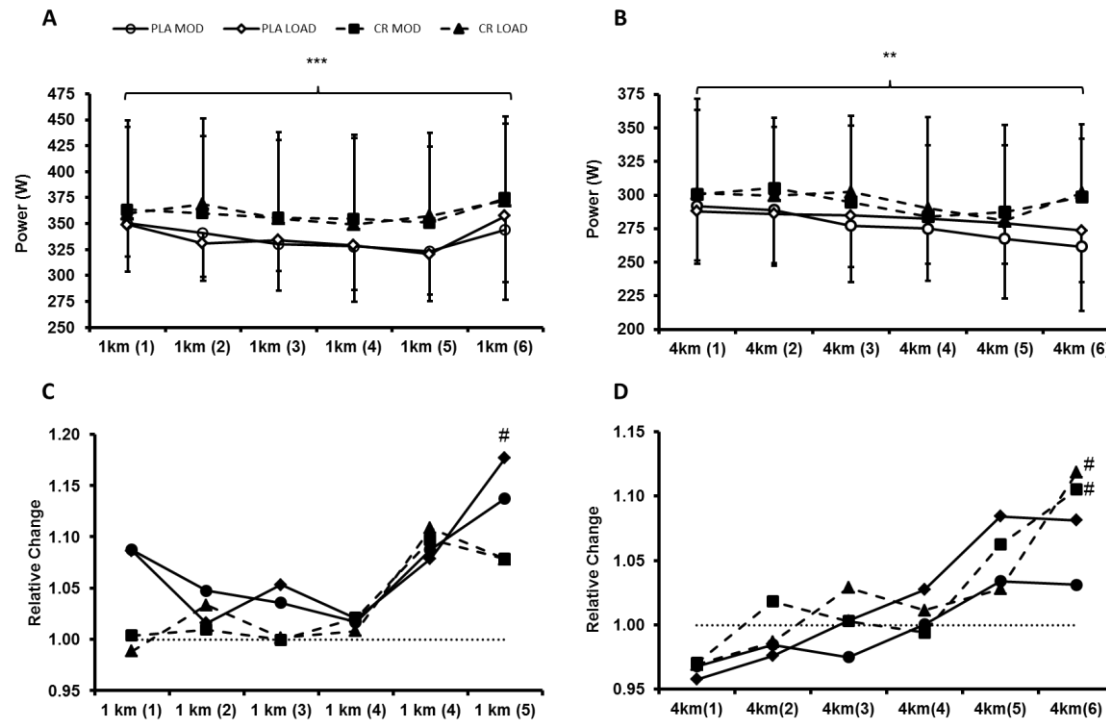 A
PLA MOD PLA LOAD CR MOD CR LOAD
***
475
450
425
400
375
350
325
300
275
250
Power (W)
1km (1) 1km (2) 1km (3) 1km (4) 1km (5) 1km (6)
B
**
375
350
325
300
275
250
225
200
Power (W)
4km (1) 4km (2) 4km (3) 4km (4) 4km (5) 4km (6)
C
#
1.20
1.15
1.10
1.05
1.00
0.95
Relative Change
1 km (1) 1 km (2) 1 km (3) 1 km (4) 1 km (4) 1 km (5)
D
#
#
1.15
1.10
1.05
1.00
0.95
Relative Change
4km(1) 4km(2) 4km(3) 4km(4) 4km(5) 4km(6)